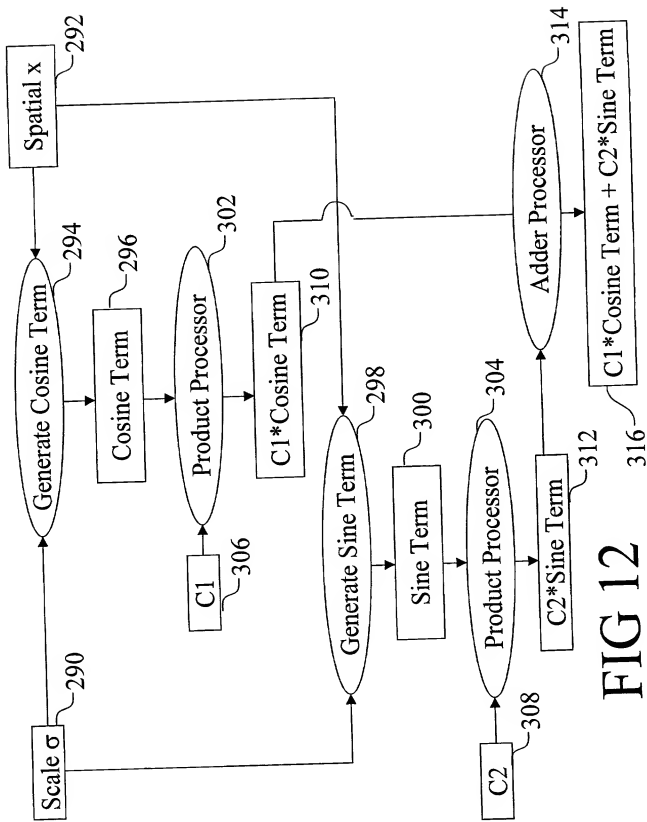 Scale σ
290
Spatial x
292
Generate Cosine Term
294
Cosine Term
296
C1
306
Product Processor
302
C1*Cosine Term
310
Generate Sine Term
298
Sine Term
300
C2
308
Product Processor
304
C2*Sine Term
312
Adder Processor
314
C1*Cosine Term + C2*Sine Term
316
FIG 12